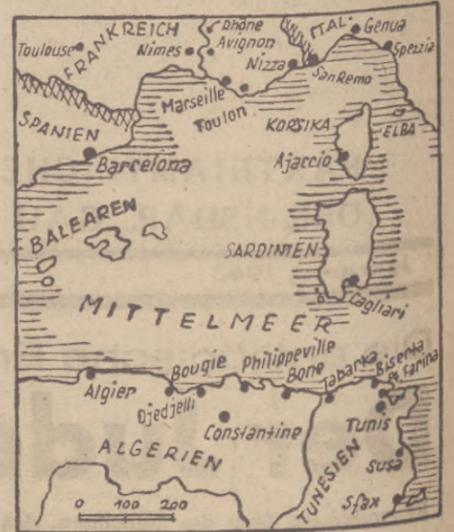 FRANKREICH
Rhône
ITAL.
Genua
Toulouse
Nimes
Avignon
Nizza
San Remo
Spezzia
Marseille
Toulon
SPANIEN
KORSIKA
ELBA
Barcelona
Ajaccio
BALEAREN
SARDINIEN
Cagliari
MITTELMEER
Bougie
Philippeville
Bone
Tabarka
Biserta
Pt. Farina
Algier
Djedjelli
Constantine
Tunis
ALGERIEN
TUNESIEN
Susa
Sfax
0 100 200